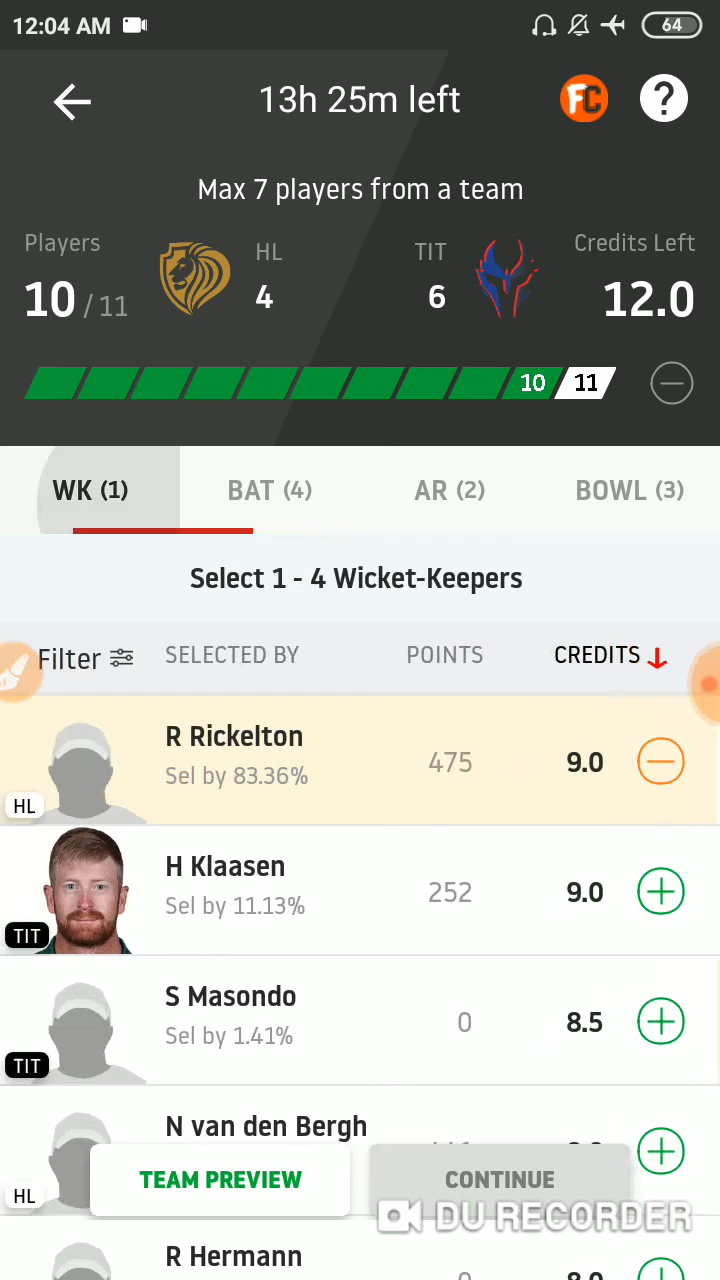 12:04 AM
64
13h 25m left
FC
?
Max 7 players from a team
Players
HL
TIT
Credits Left
10 / 11
4
6
12.0
10
11
WK (1)
BAT (4)
AR (2)
BOWL (3)
Select 1 - 4 Wicket-Keepers
Filter
SELECTED BY
POINTS
CREDITS
R Rickelton
Sel by 83.36%
475
9.0
HL
H Klaasen
Sel by 11.13%
252
9.0
TIT
S Masondo
Sel by 1.41%
0
8.5
TIT
N van den Bergh
HL
TEAM PREVIEW
CONTINUE
DU RECORDER
R Hermann